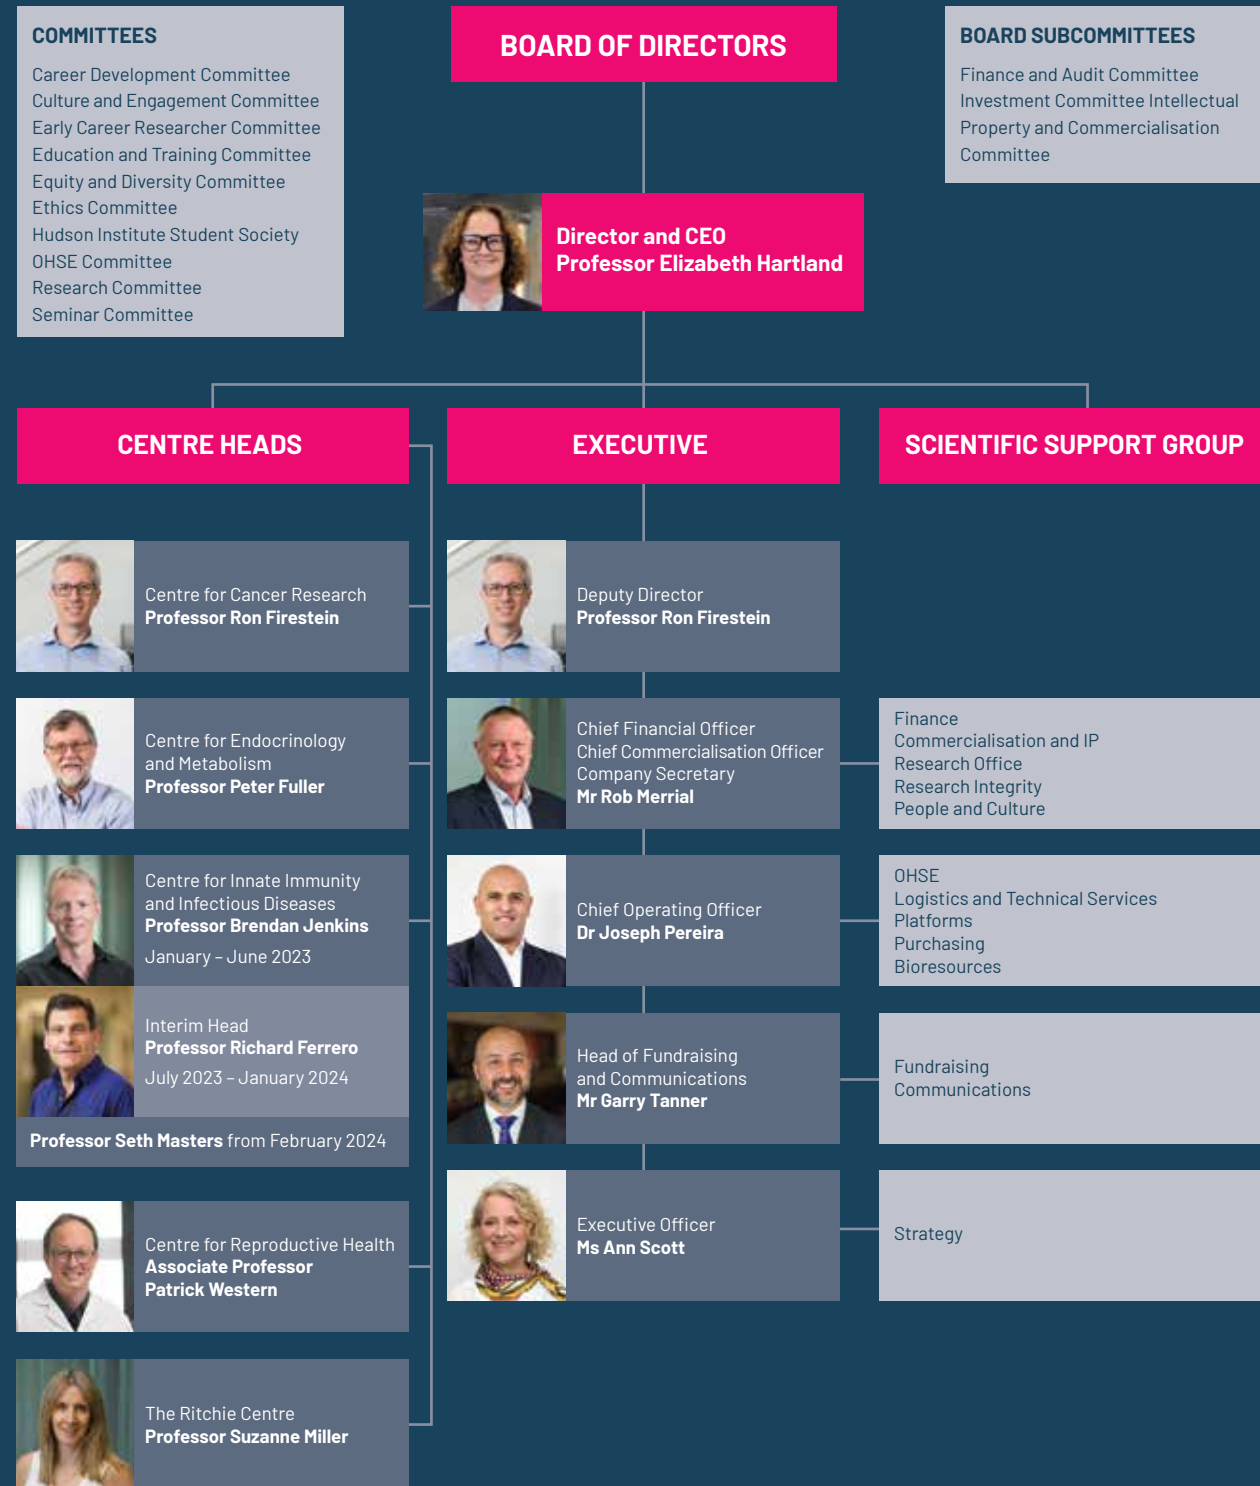 COMMITTEES
Career Development Committee
Culture and Engagement Committee
Early Career Researcher Committee
Education and Training Committee
Equity and Diversity Committee
Ethics Committee
Hudson Institute Student Society
OHSE Committee
Research Committee
Seminar Committee
BOARD OF DIRECTORS
BOARD SUBCOMMITTEES
Finance and Audit Committee
Investment Committee Intellectual
Property and Commercialisation
Committee
Director and CEO
Professor Elizabeth Hartland
CENTRE HEADS
Centre for Cancer Research
Professor Ron Firestein
Centre for Endocrinology
and Metabolism
Professor Peter Fuller
Centre for Innate Immunity
and Infectious Diseases
Professor Brendan Jenkins
January – June 2023
Interim Head
Professor Richard Ferrero
July 2023 – January 2024
Professor Seth Masters from February 2024
Centre for Reproductive Health
Associate Professor
Patrick Western
The Ritchie Centre
Professor Suzanne Miller
EXECUTIVE
Deputy Director
Professor Ron Firestein
Chief Financial Officer
Chief Commercialisation Officer
Company Secretary
Mr Rob Merrial
Chief Operating Officer
Dr Joseph Pereira
Head of Fundraising
and Communications
Mr Garry Tanner
Executive Officer
Ms Ann Scott
SCIENTIFIC SUPPORT GROUP
Finance
Commercialisation and IP
Research Office
Research Integrity
People and Culture
OHSE
Logistics and Technical Services
Platforms
Purchasing
Bioresources
Fundraising
Communications
Strategy